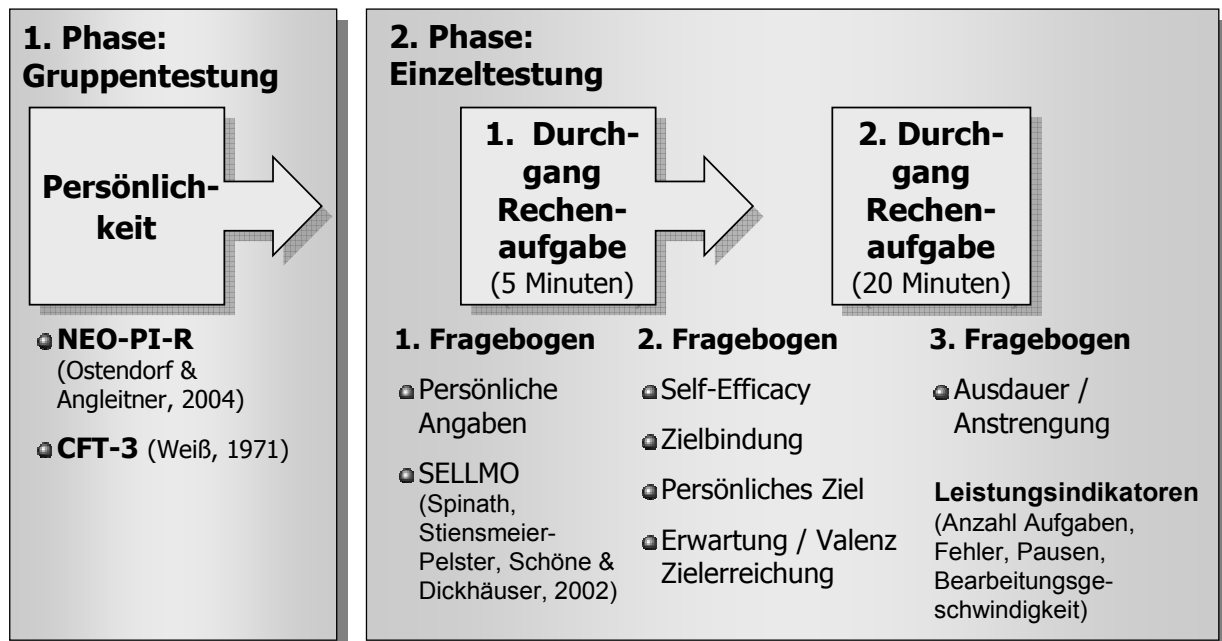 1. Phase:
Gruppentestung
Persönlich-
keit
NEO-PI-R
(Ostendorf &
Angleitner, 2004)
CFT-3 (Weiß, 1971)
2. Phase:
Einzeltestung
1. Durch-
gang
Rechen-
aufgabe
(5 Minuten)
2. Durch-
gang
Rechen-
aufgabe
(20 Minuten)
1. Fragebogen
Persönliche
Angaben
SELLMO
(Spinath,
Stiensmeier-
Pelster, Schöne &
Dickhäuser, 2002)
2. Fragebogen
Self-Efficacy
Zielbindung
Persönliches Ziel
Erwartung / Valenz
Zielerreichung
3. Fragebogen
Ausdauer /
Anstrengung
Leistungsindikatoren
(Anzahl Aufgaben,
Fehler, Pausen,
Bearbeitungsge-
schwindigkeit)